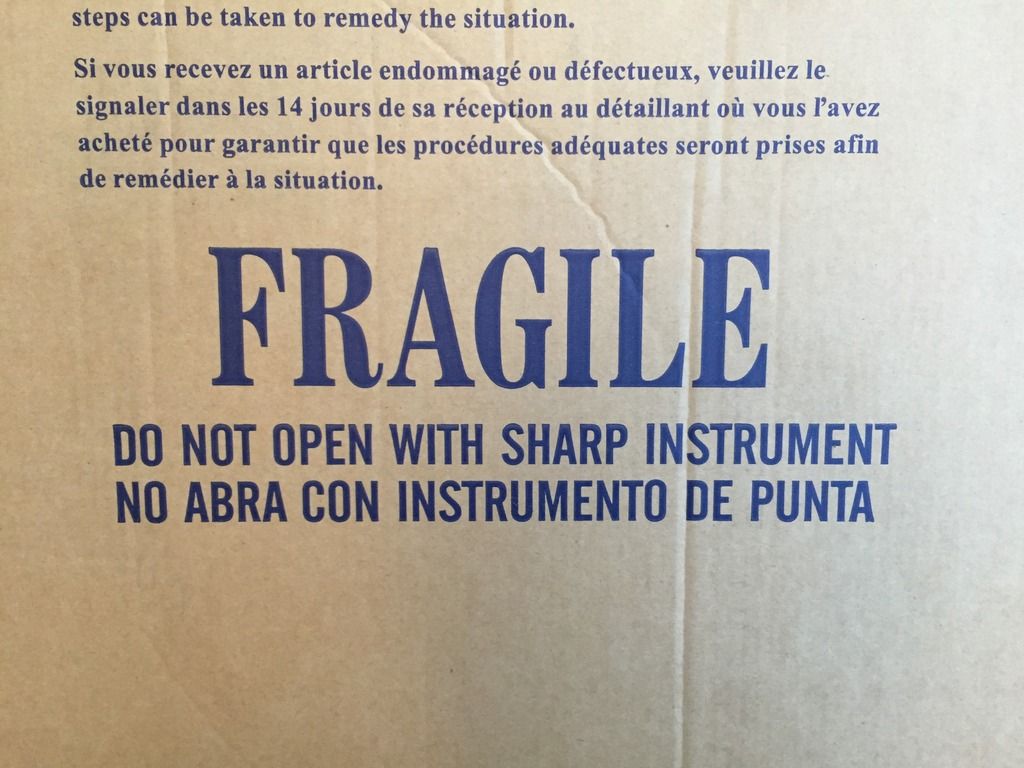 steps can be taken to remedy the situation.
Si vous recevez un article endommagé ou défectueux, veuillez le
signaler dans les 14 jours de sa réception au détaillant où vous l'avez
acheté pour garantir que les procédures adéquates seront prises afin
de remédier à la situation.
FRAGILE
DO NOT OPEN WITH SHARP INSTRUMENT
NO ABRA CON INSTRUMENTO DE PUNTA